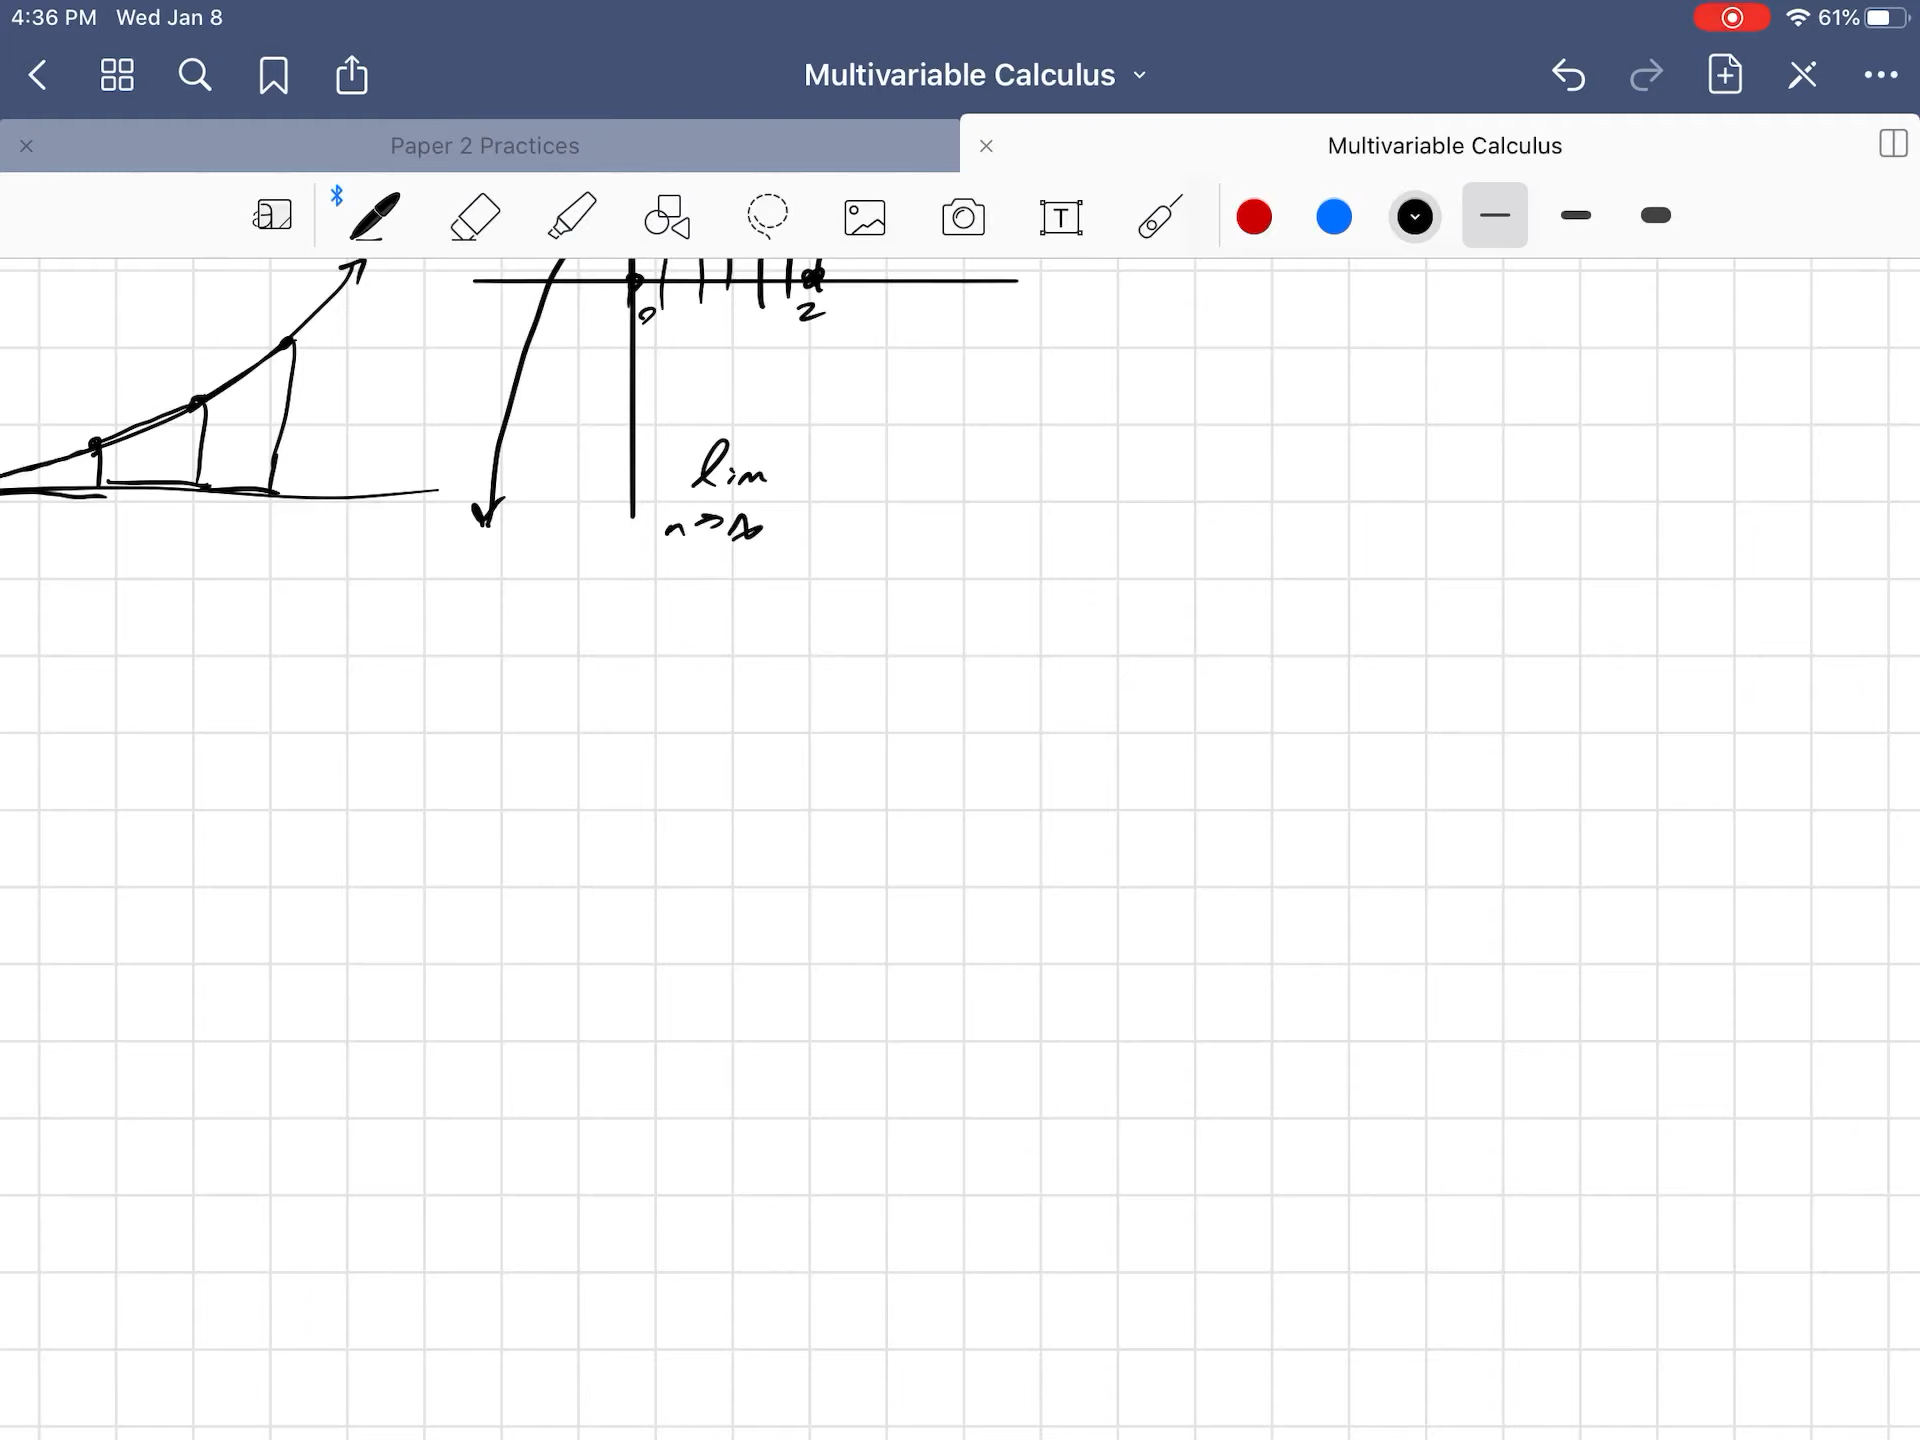 4:36 PM Wed Jan 8
61%
Multivariable Calculus
Paper 2 Practices
Multivariable Calculus
T
0 2
lim
n→∞